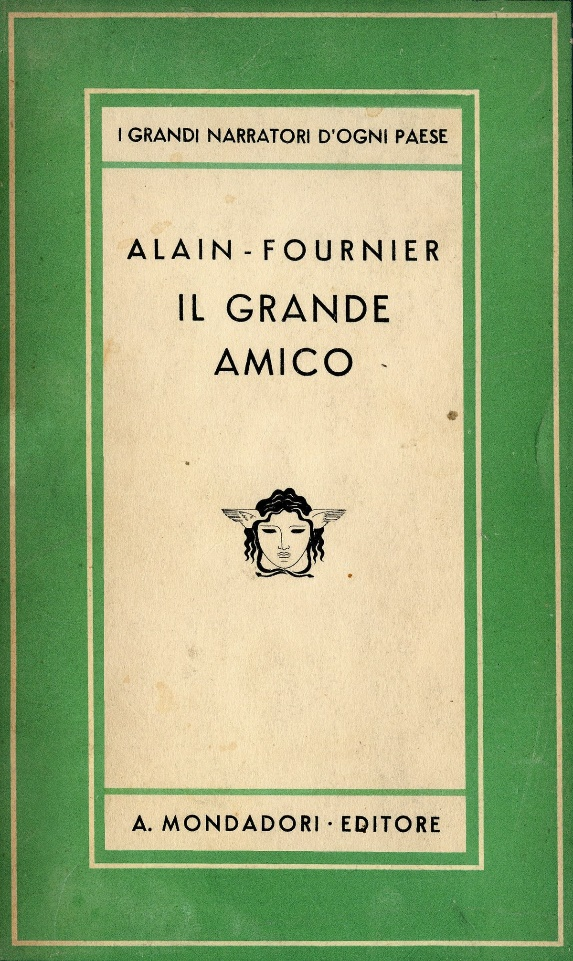 I GRANDI NARRATORI D'OGNI PAESE
ALAIN - FOURNIER
IL GRANDE
AMICO
A. MONDADORI · EDITORE